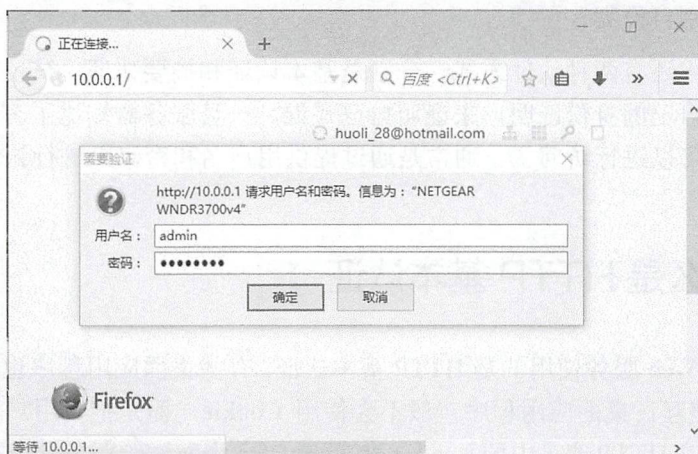 正在连接...
10.0.0.1/
百度 <Ctrl+K>
huoli_28@hotmail.com
需要验证
http://10.0.0.1 请求用户名和密码。信息为：“NETGEAR
WNDR3700v4”
用户名： admin
密码： ●●●●●●●●
确定 取消
Firefox
等待 10.0.0.1...